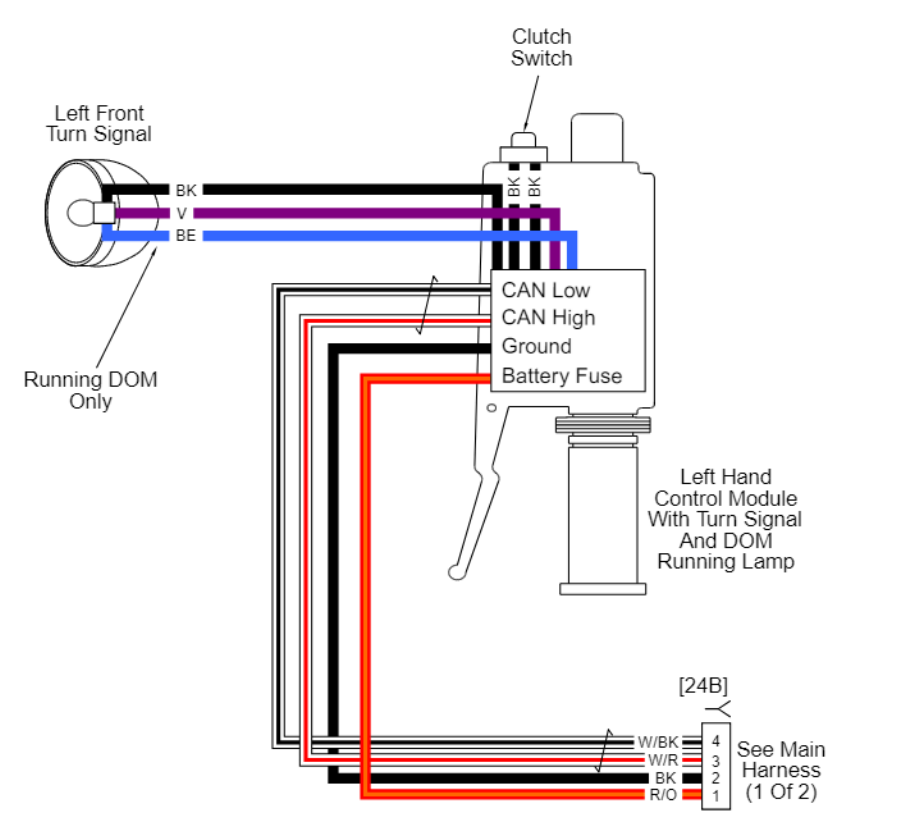 Clutch
Switch
Left Front
Turn Signal
BK
V
BE
BK
BK
CAN Low
CAN High
Ground
Battery Fuse
Running DOM
Only
Left Hand
Control Module
With Turn Signal
And DOM
Running Lamp
[24B]
W/BK 4
W/R 3
BK 2
R/O 1
See Main
Harness
(1 Of 2)